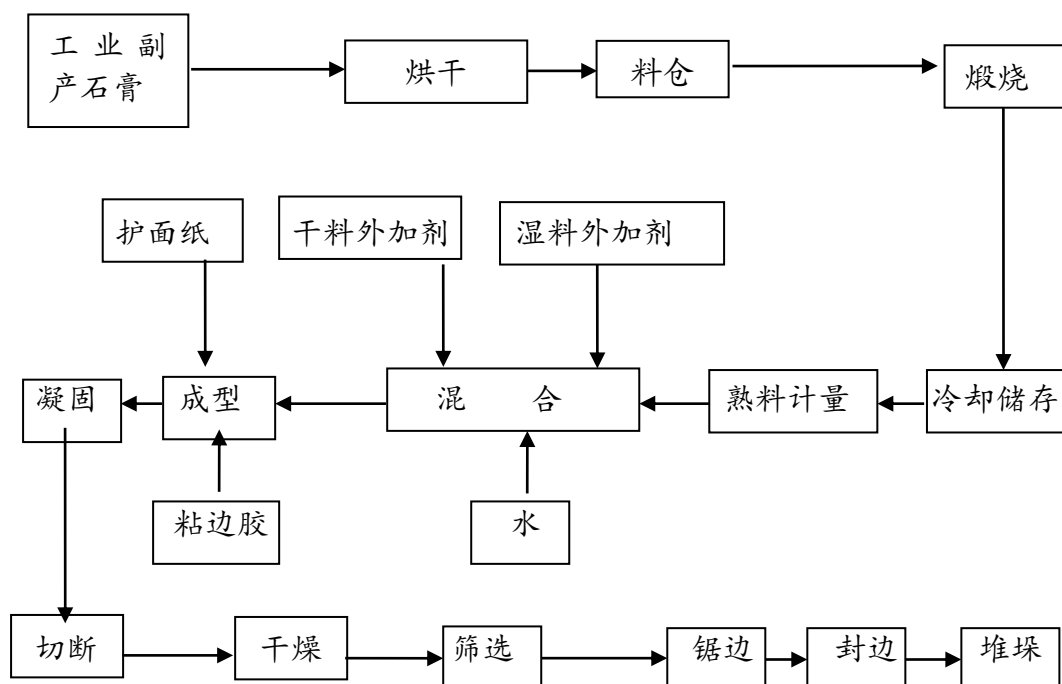 工业副
产石膏
烘干
料仓
煅烧
护面纸
干料外加剂
湿料外加剂
凝固
成型
混合
熟料计量
冷却储存
粘边胶
水
切断
干燥
筛选
锯边
封边
堆垛